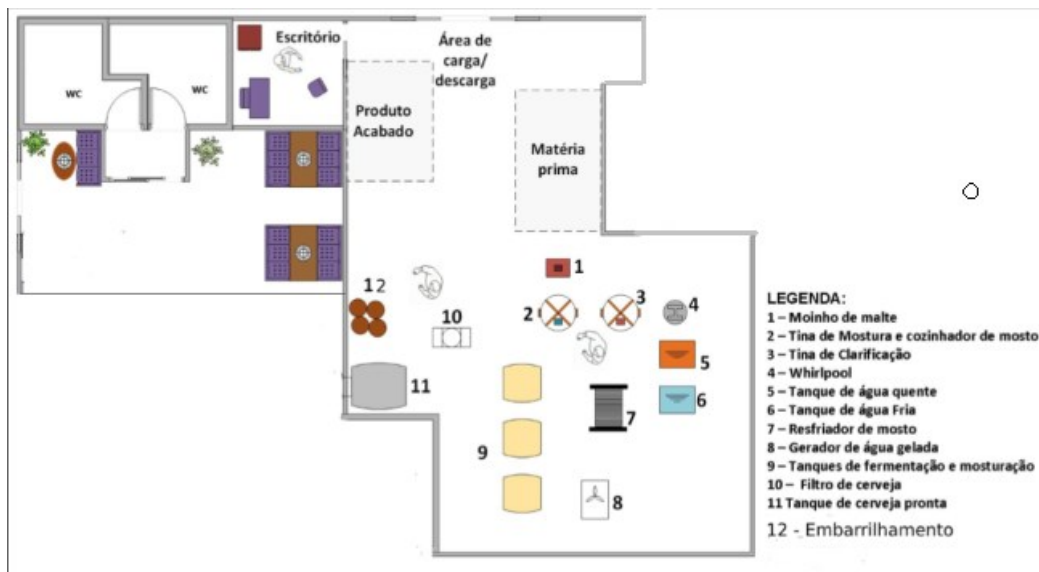 Escritório
Área de
carga/
descarga
WC
WC
Produto
Acabado
Matéria
prima
1
2
3
4
12
10
5
11
6
7
9
8
LEGENDA:
1 – Moinho de malte
2 – Tina de Mostura e cozinhador de mosto
3 – Tina de Clarificação
4 – Whirlpool
5 – Tanque de água quente
6 – Tanque de água Fria
7 – Resfriador de mosto
8 – Gerador de água gelada
9 – Tanques de fermentação e mosturação
10 – Filtro de cerveja
11 Tanque de cerveja pronta
12 - Embarrilhamento